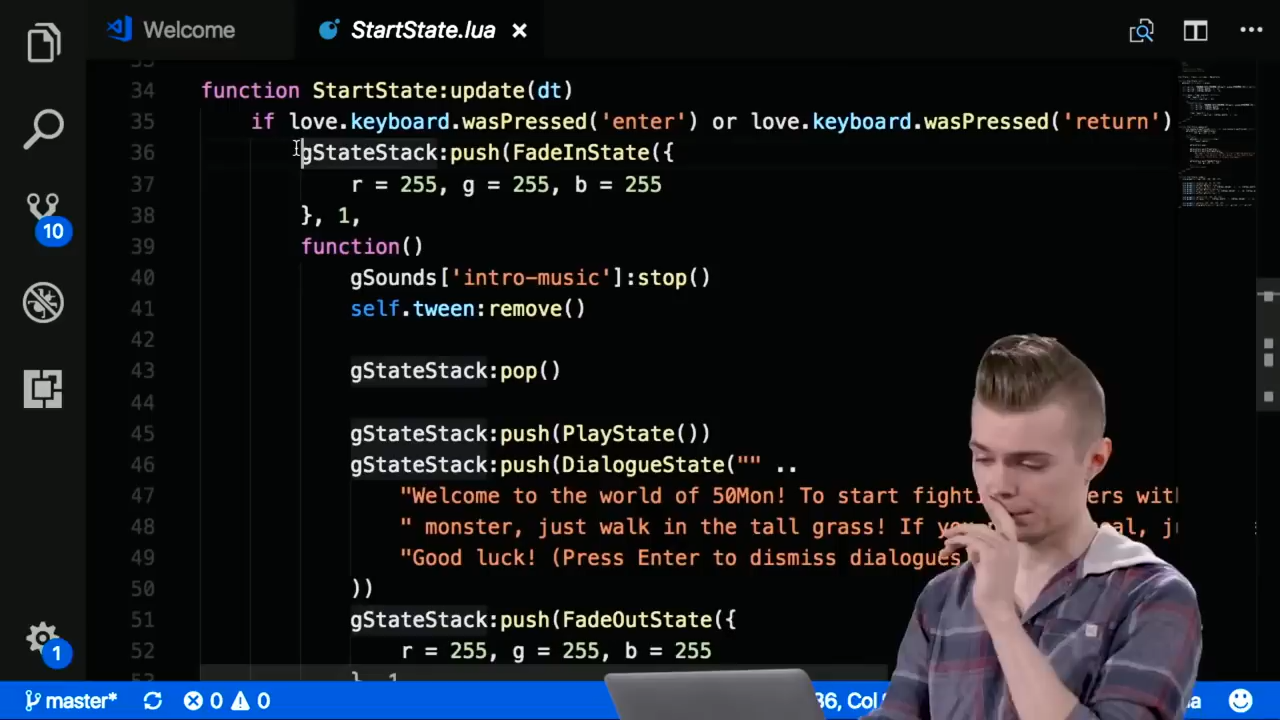 Welcome
StartState.lua
34 function StartState:update(dt)
35 if love.keyboard.wasPressed('enter') or love.keyboard.wasPressed('return')
36 gStateStack:push(FadeInState({
37 r = 255, g = 255, b = 255
38 }, 1,
39 function()
40 gSounds['intro-music']:stop()
41 self.tween:remove()
42
43 gStateStack:pop()
44
45 gStateStack:push(PlayState())
46 gStateStack:push(DialogueState("" ..
47 "Welcome to the world of 50Mon! To start
48 " monster, just walk in the tall grass! If
49 "Good luck! (Press Enter to dismiss dialogues
50 ))
51 gStateStack:push(FadeOutState({
52 r = 255, g = 255, b = 255
}, 1
10
1
master*
0
0